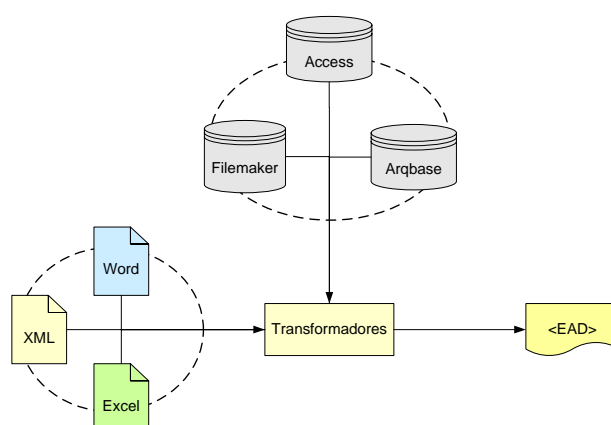 Access
Filemaker
Arqbase
Word
XML
Transformadores
<EAD>
Excel